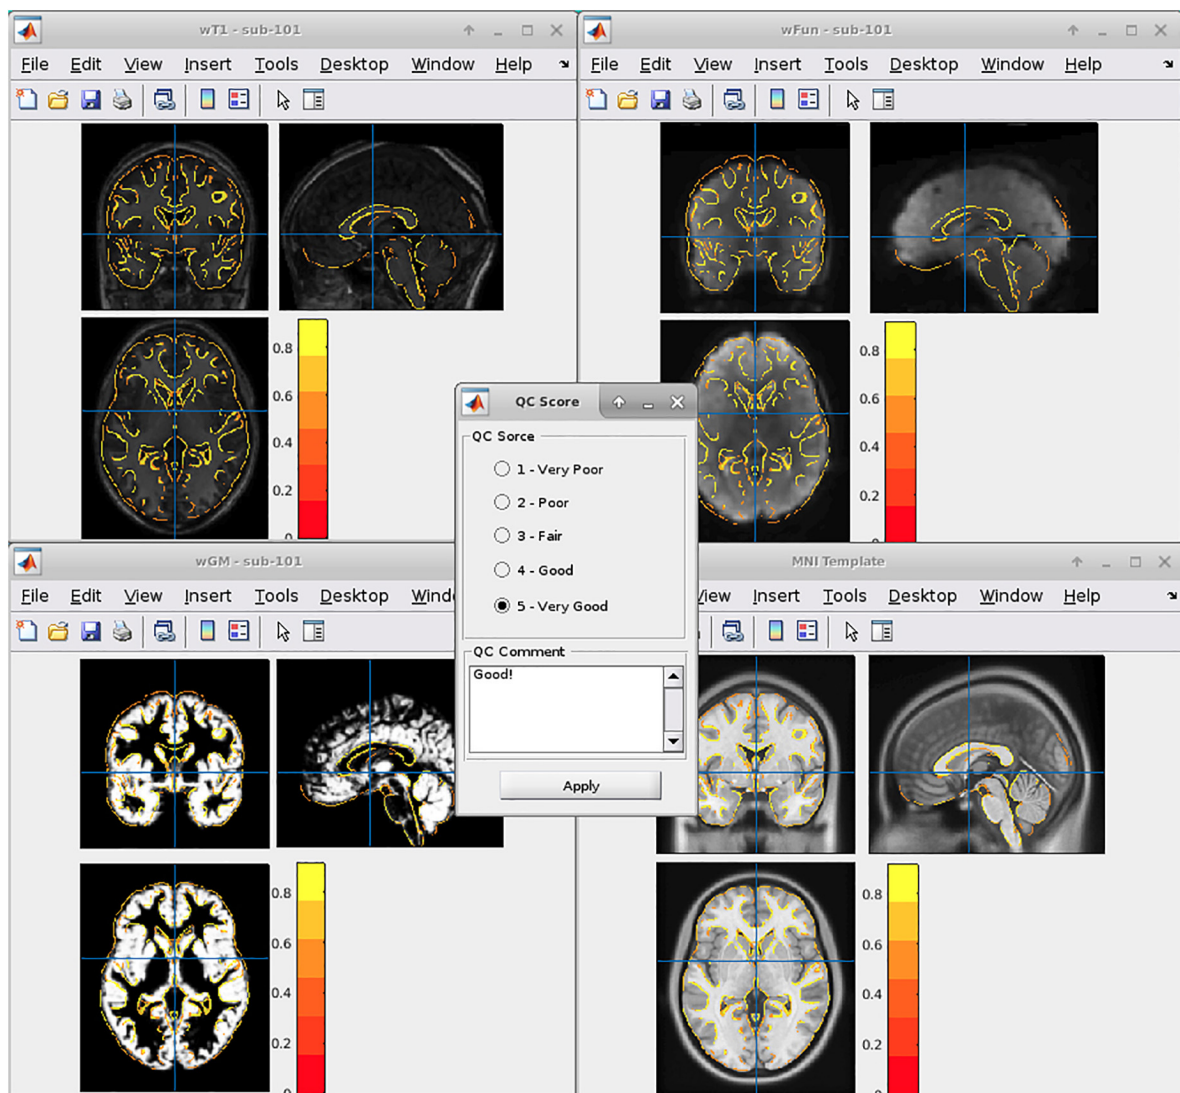 wT1 - sub-101
File Edit View Insert Tools Desktop Window Help
0.8
0.6
0.4
0.2
0
wFun - sub-101
File Edit View Insert Tools Desktop Window Help
0.8
0.6
0.4
0.2
0
QC Score
QC Sorce
1 - Very Poor
2 - Poor
3 - Fair
4 - Good
5 - Very Good
QC Comment
Good!
Apply
wGM - sub-101
File Edit View Insert Tools Desktop
0.8
0.6
0.4
0.2
0
MNI Template
View Insert Tools Desktop Window Help
0.8
0.6
0.4
0.2
0